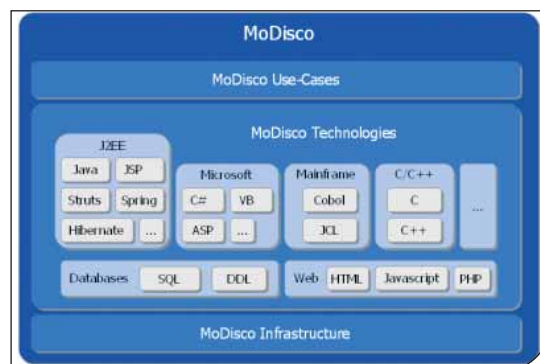 MoDisco
MoDisco Use-Cases
MoDisco Technologies
J2EE
Java JSP
Struts Spring
Hibernate ...
Microsoft
C# VB
ASP ...
Mainframe
Cobol
JCL
C/C++
C
C++
...
Databases SQL DDL
Web HTML Javascript PHP
MoDisco Infrastructure